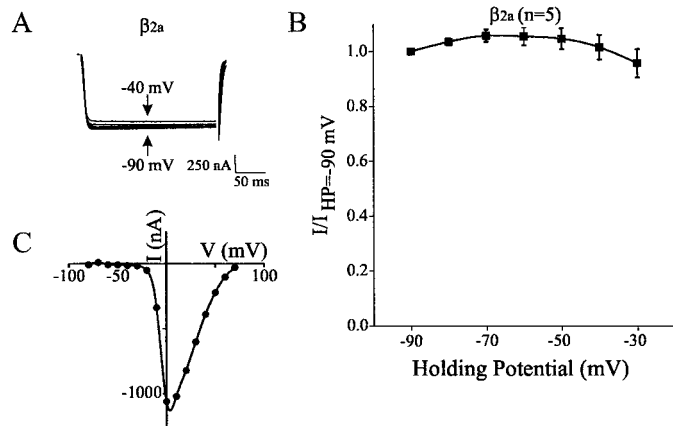 A
β2a
-40 mV
-90 mV
250 nA
50 ms
B
β2a (n=5)
I/I HP=-90 mV
1.0
0.8
0.6
0.4
0.2
0.0
-90
-80
-70
-60
-50
-40
-30
Holding Potential (mV)
C
I (nA)
V (mV)
-100
-50
100
-1000